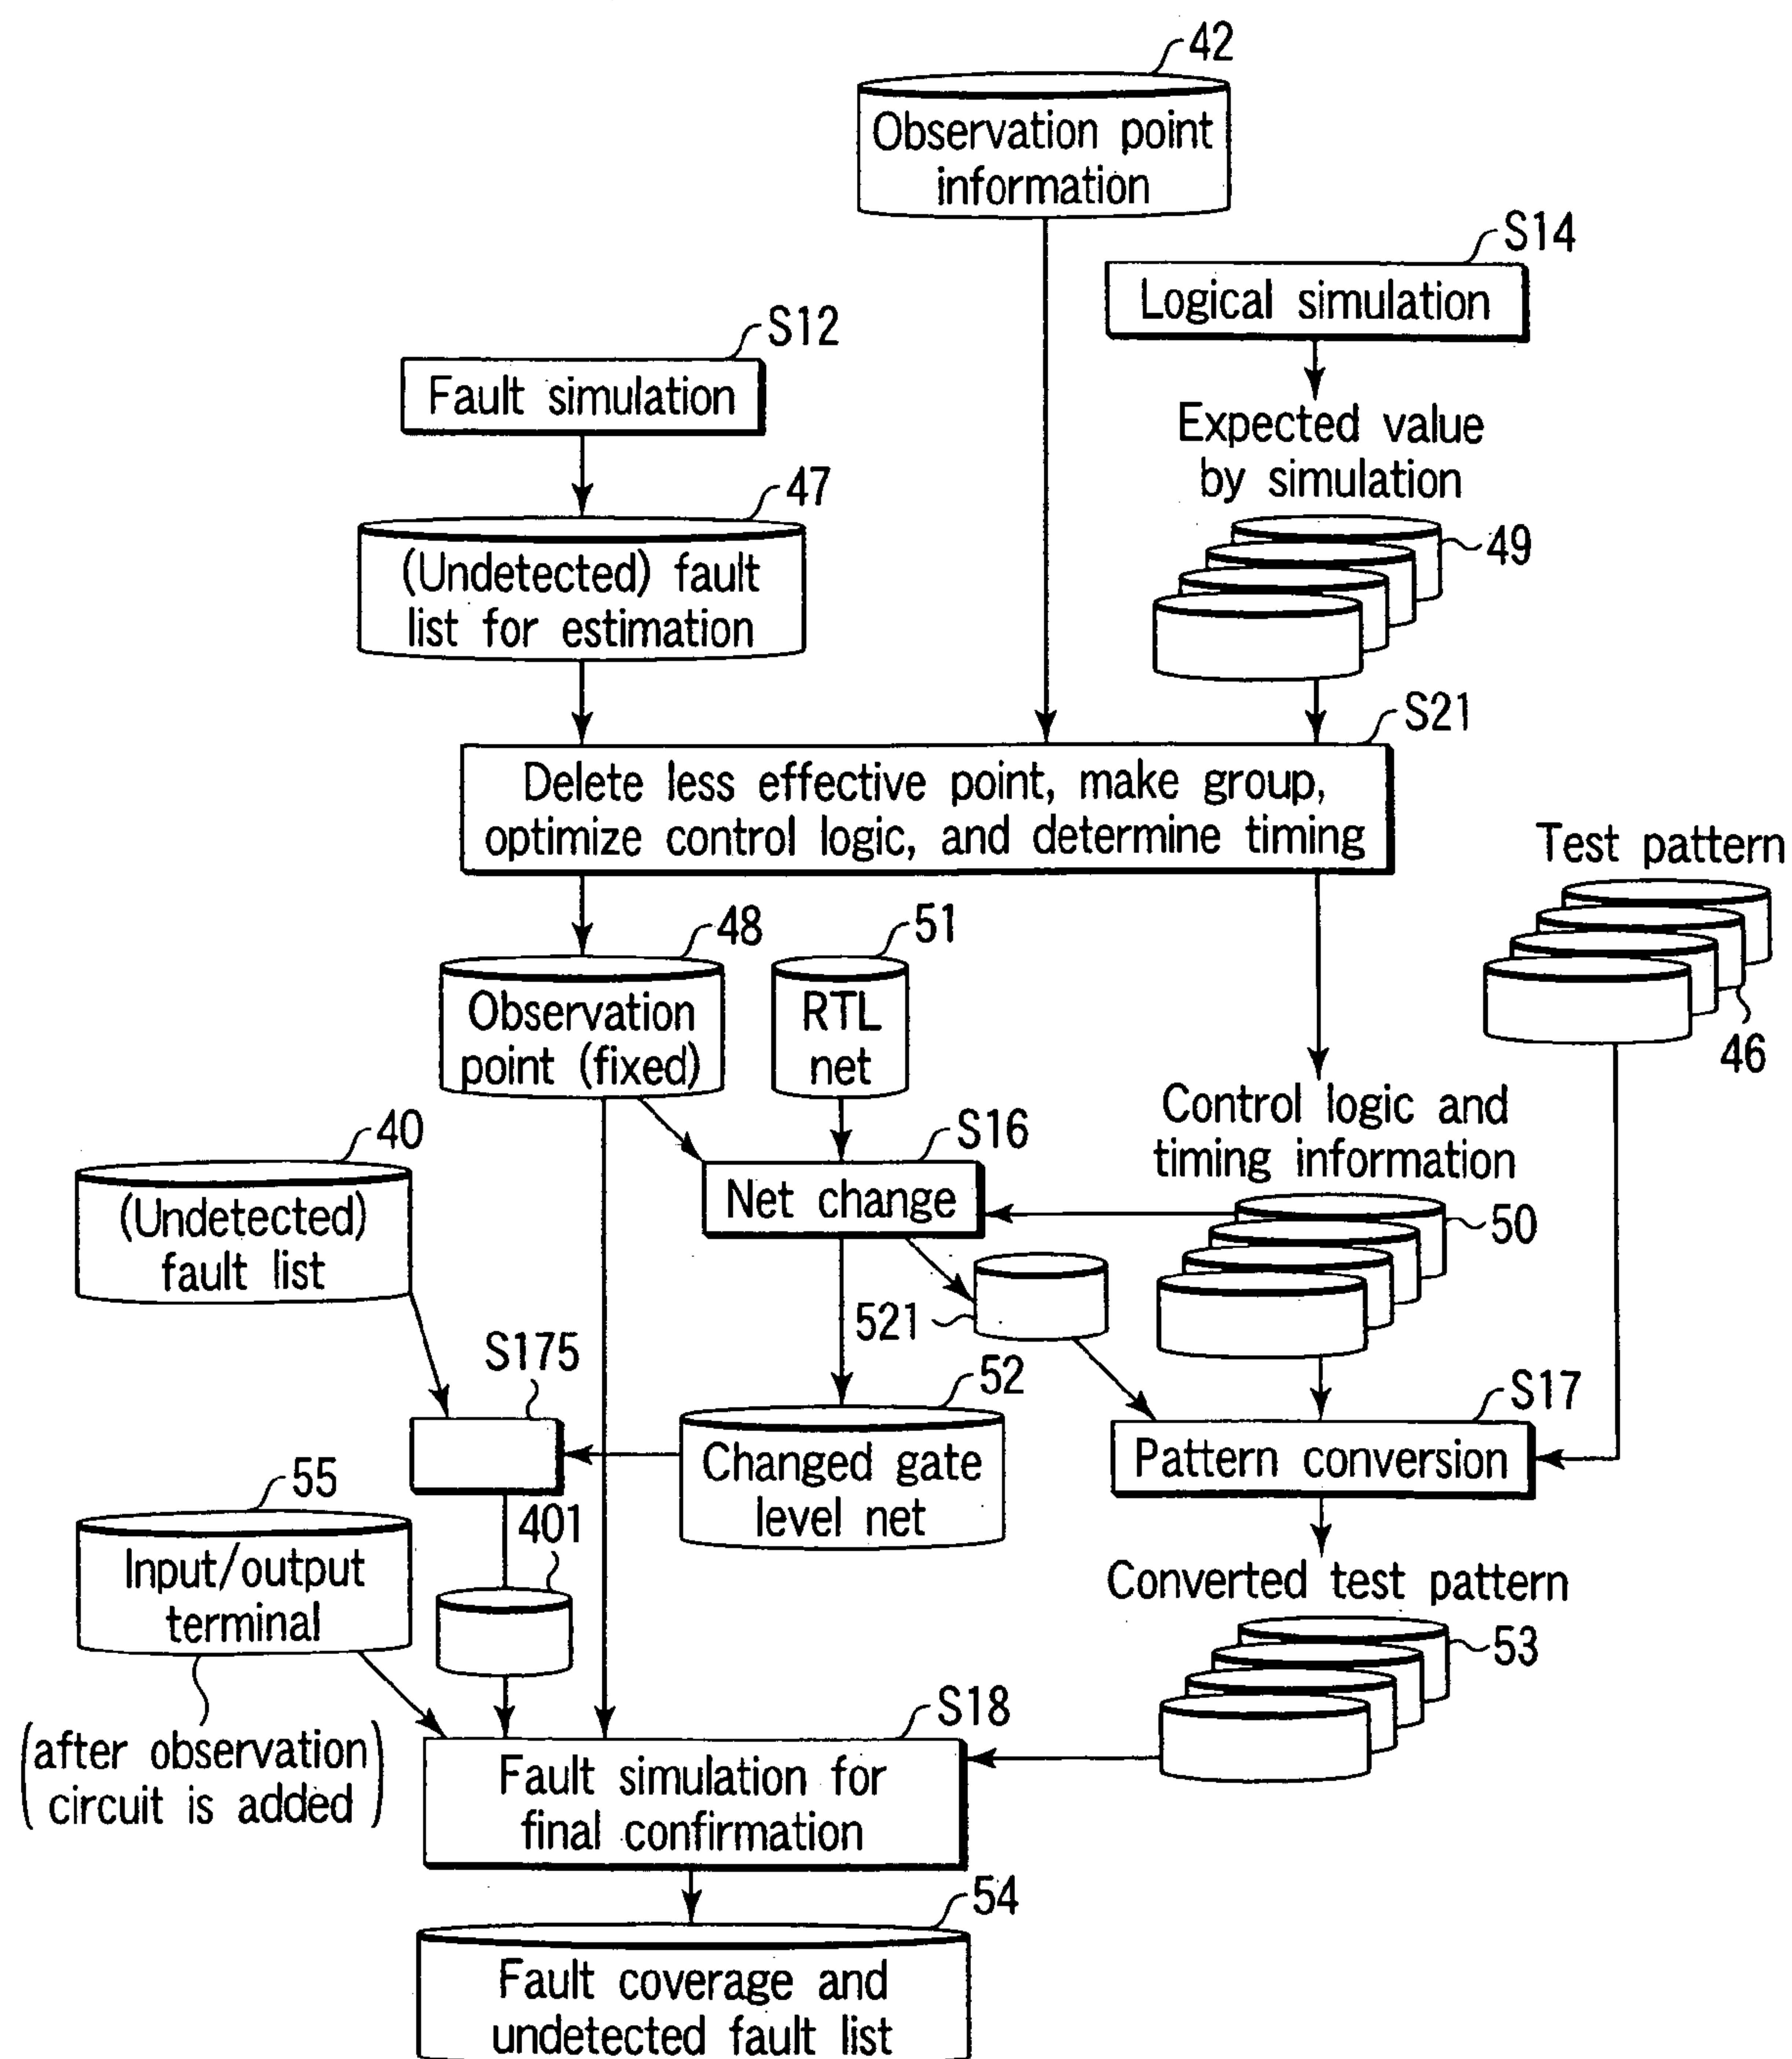 42
Observation point
information
S14
Logical simulation
S12
Fault simulation
Expected value
by simulation
47
49
(Undetected) fault
list for estimation
S21
Delete less effective point, make group,
optimize control logic, and determine timing
Test pattern
46
48
51
Observation
point (fixed)
RTL
net
Control logic and
timing information
40
S16
(Undetected)
fault list
Net change
50
521
S175
52
S17
Changed gate
level net
Pattern conversion
55
401
Input/output
terminal
Converted test pattern
53
(after observation
circuit is added)
S18
Fault simulation for
final confirmation
54
Fault coverage and
undetected fault list